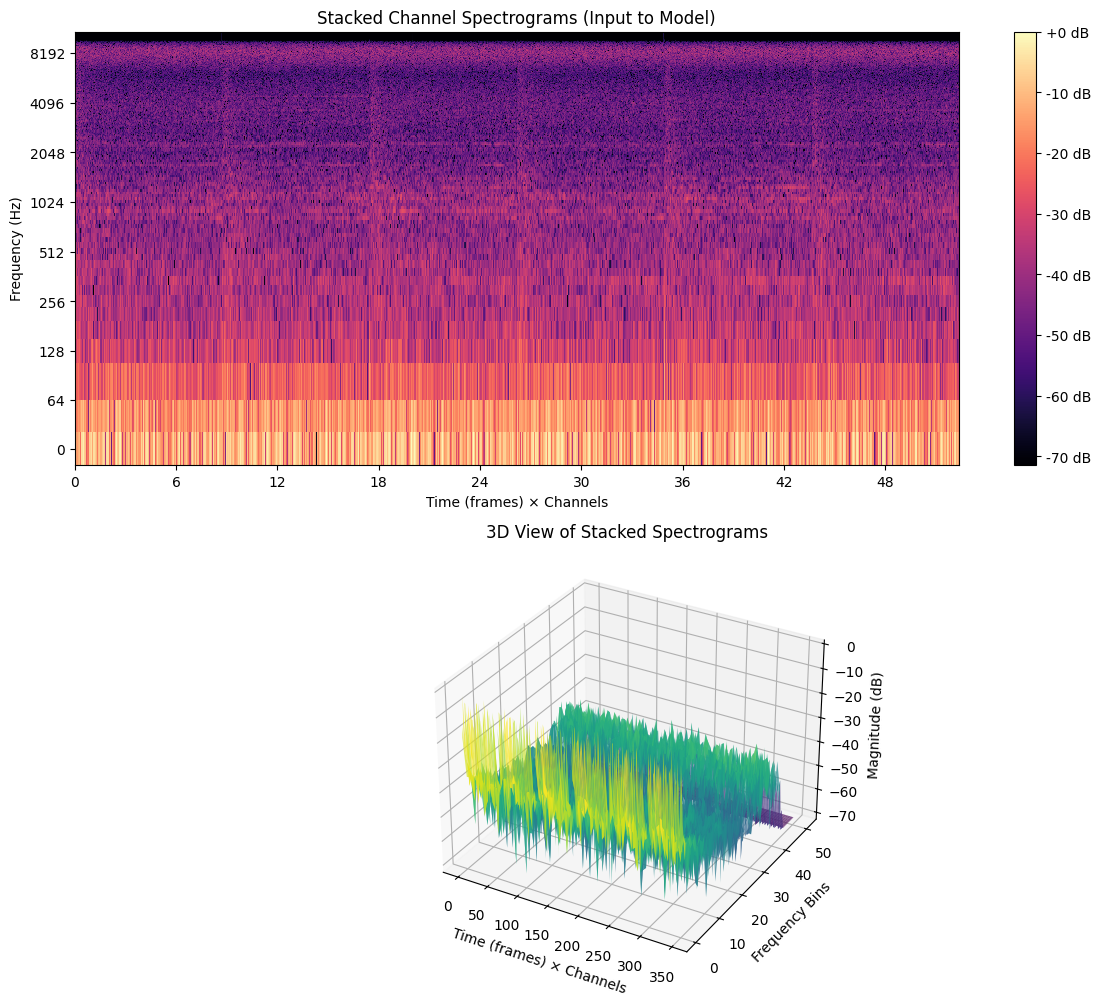 Stacked Channel Spectrograms (Input to Model)
Frequency (Hz)
8192
4096
2048
1024
512
256
128
64
0
0 6 12 18 24 30 36 42 48
Time (frames) × Channels
+0 dB
-10 dB
-20 dB
-30 dB
-40 dB
-50 dB
-60 dB
-70 dB
3D View of Stacked Spectrograms
0
−10
−20
−30
−40
−50
−60
−70
Magnitude (dB)
50
40
30
20
10
0
Frequency Bins
0 50 100 150 200 250 300 350
Time (frames) × Channels